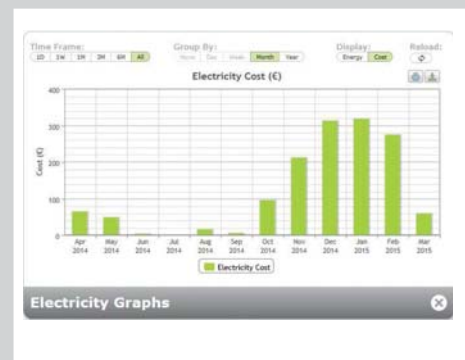 Time Frame: Group By: Display: Reload:
1D 1W 1M 3M 6M All None Day Week Month Year Energy Cost
Electricity Cost (€)
400
300
200
100
0
Cost (€)
Apr 2014 May 2014 Jun 2014 Jul 2014 Aug 2014 Sep 2014 Oct 2014 Nov 2014 Dec 2014 Jan 2015 Feb 2015 Mar 2015
Electricity Cost
Electricity Graphs